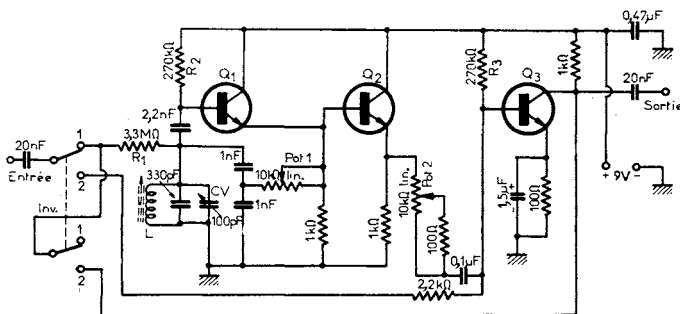 0,47µF
270kΩ
R2
Q1
Q2
270kΩ
R3
Q3
1kΩ
20nF
Sortie
2,2nF
20nF
1
3,3MΩ
R1
Entrée
2
1nF
Pot 1
10kΩ lin.
1nF
330pF
CV
100pF
L
10kΩ lin.
Pot 2
+ 9V -
1,5µF
+
100Ω
Inv.
1
2
1kΩ
1kΩ
100Ω
0,1µF
2,2kΩ